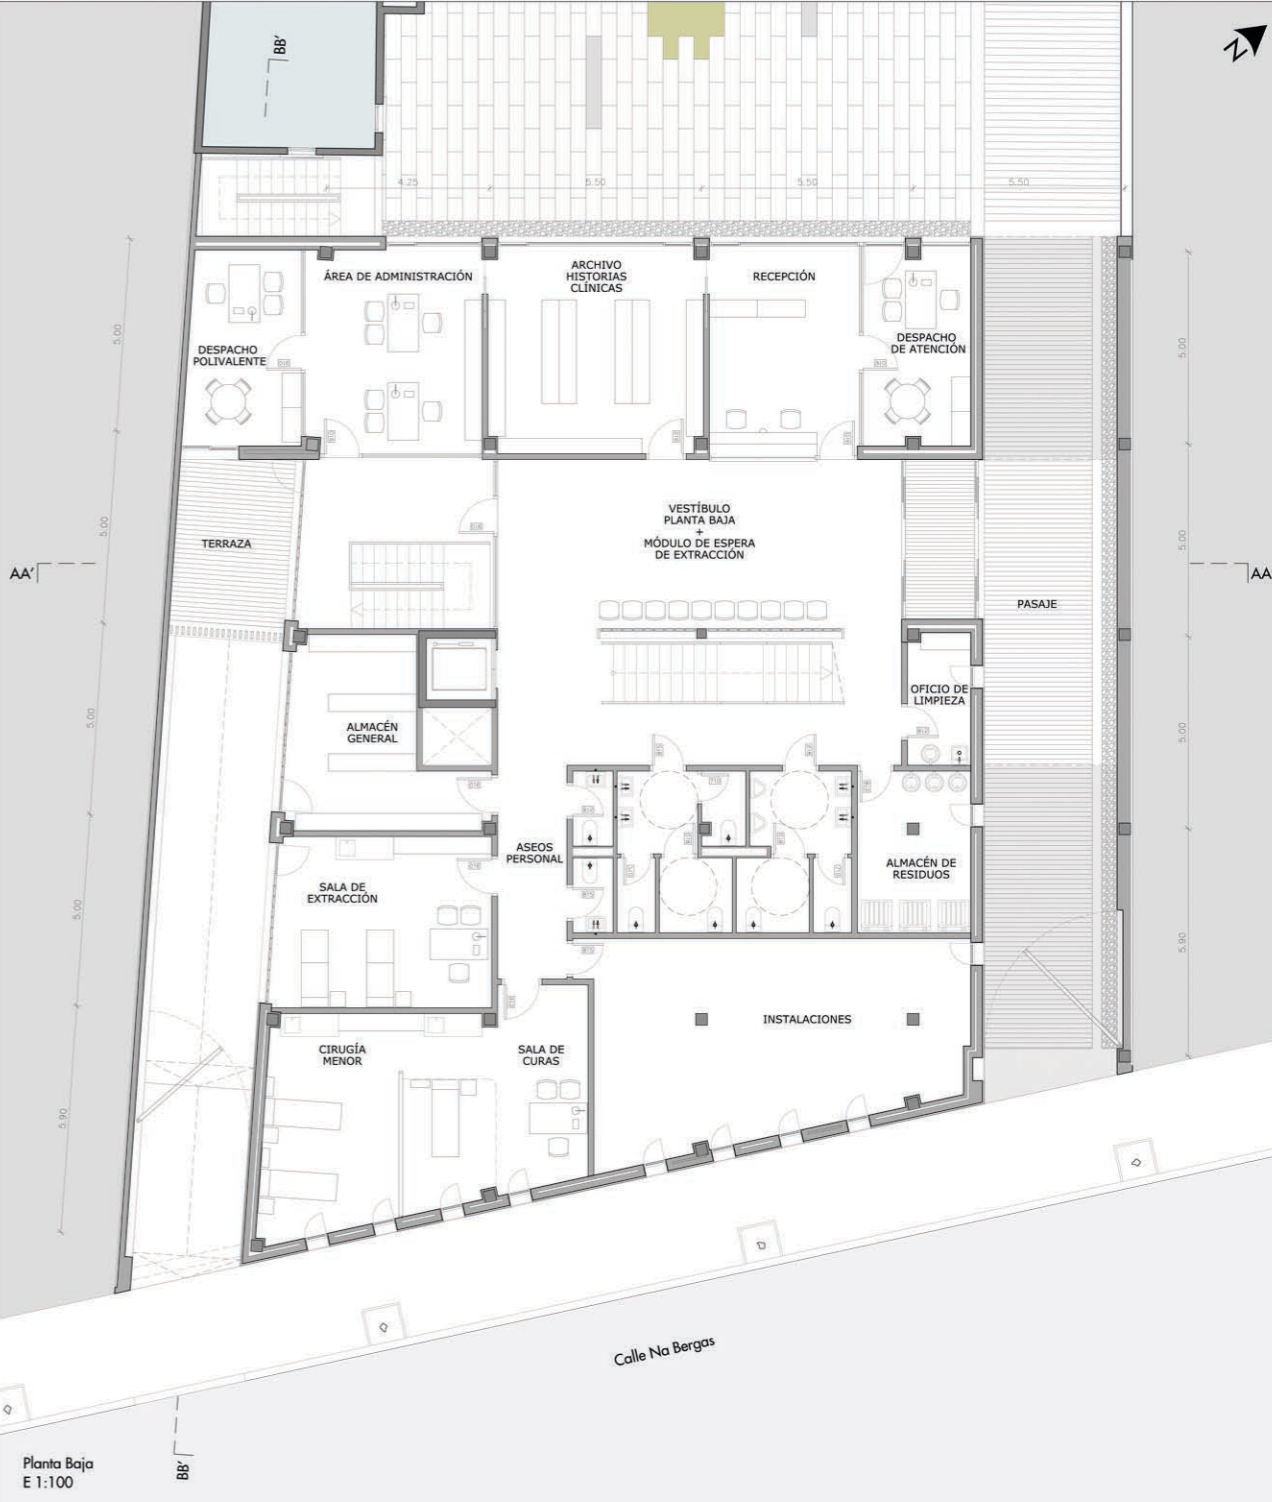 BB'
N
4.25
5.50
5.50
5.50
ÁREA DE ADMINISTRACIÓN
ARCHIVO
HISTORIAS
CLÍNICAS
RECEPCIÓN
DESPACHO
POLIVALENTE
DESPACHO
DE ATENCIÓN
5.00
5.00
VESTÍBULO
PLANTA BAJA
+
MÓDULO DE ESPERA
DE EXTRACCIÓN
TERRAZA
5.00
5.00
AA'
AA
PASAJE
OFICIO DE
LIMPIEZA
ALMACÉN
GENERAL
5.00
5.00
ASEOS
PERSONAL
ALMACÉN DE
RESIDUOS
SALA DE
EXTRACCIÓN
5.00
5.90
INSTALACIONES
CIRUGÍA
MENOR
SALA DE
CURAS
5.90
Calle Na Bergas
BB'
Planta Baja
E 1:100